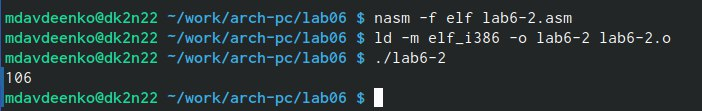 mdavdeenko@dk2n22 ~/work/arch-pc/lab06 $ nasm -f elf lab6-2.asm
mdavdeenko@dk2n22 ~/work/arch-pc/lab06 $ ld -m elf_i386 -o lab6-2 lab6-2.o
mdavdeenko@dk2n22 ~/work/arch-pc/lab06 $ ./lab6-2
106
mdavdeenko@dk2n22 ~/work/arch-pc/lab06 $